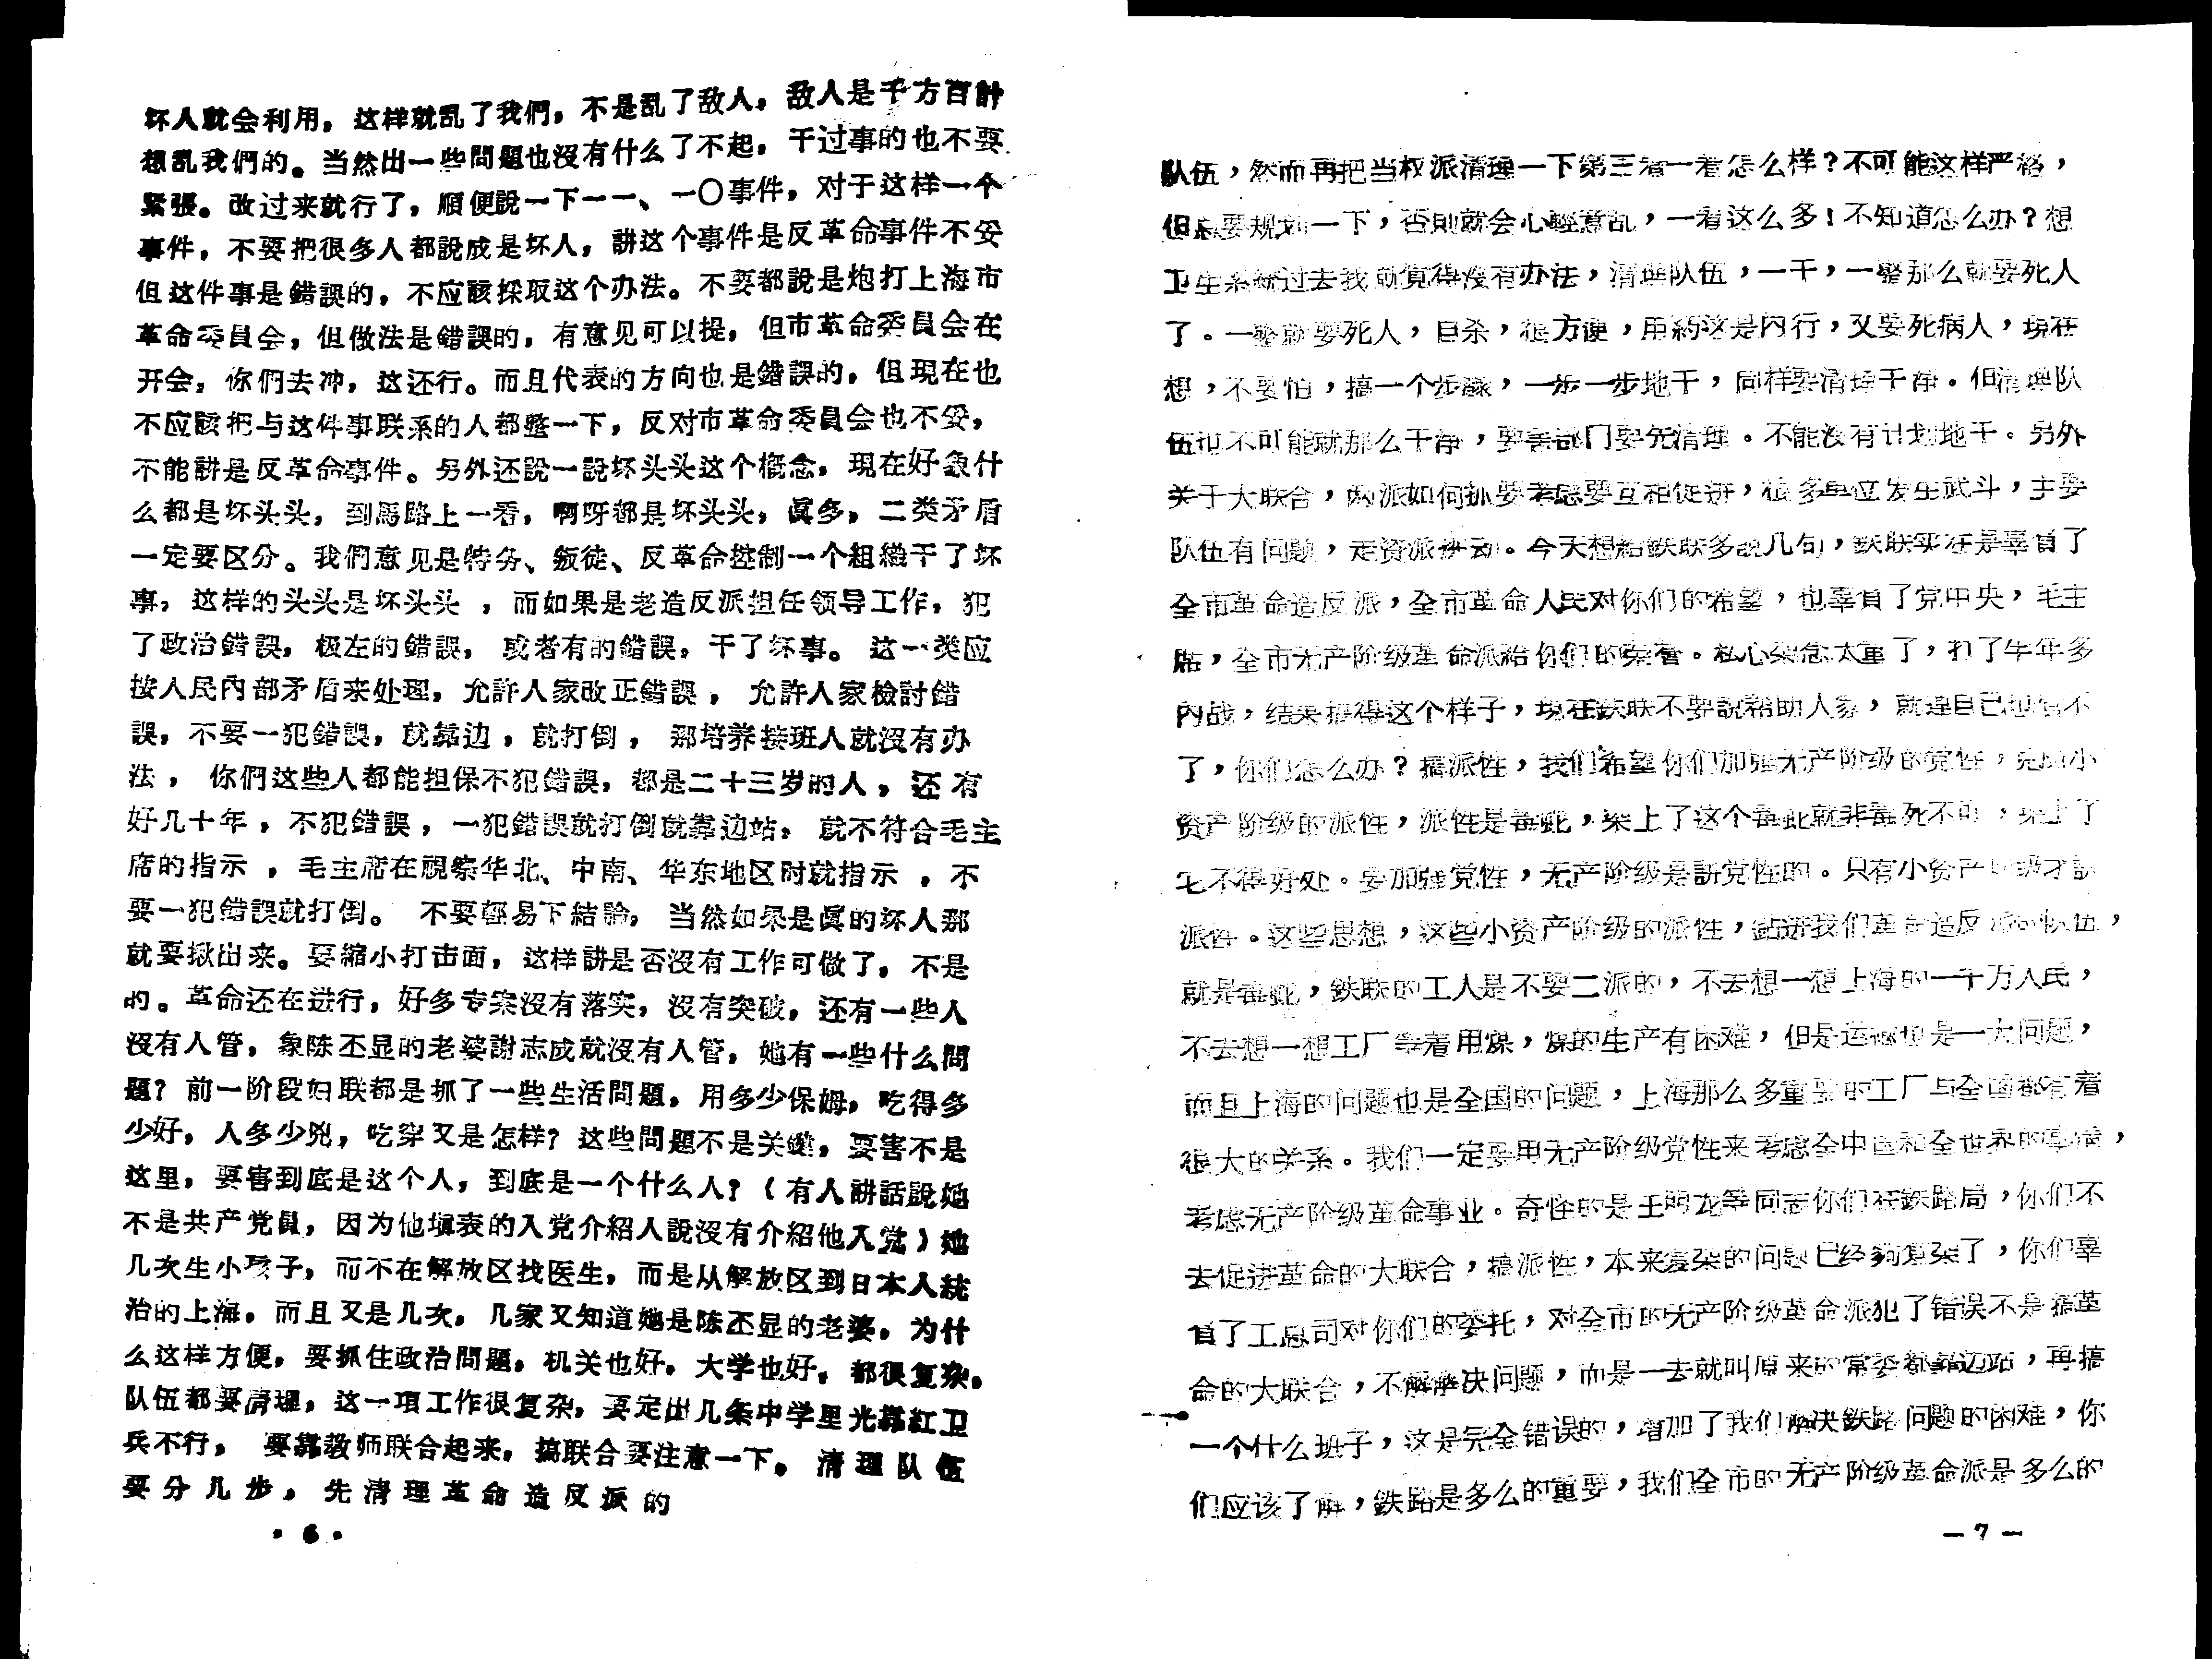 坏人就会利用，这样就乱了我們，不是乱了敌人，敌人是千方百計
想乱我們的。当然出一些問題也沒有什么了不起，干过事的也不要
緊張。改过来就行了，順便說一下一一、一〇事件，对于这样一个
事件，不要把很多人都說成是坏人，講这个事件是反革命事件不妥
但这件事是錯誤的，不应該採取这个办法。不要都說是炮打上海市
革命委員会，但做法是錯誤的，有意见可以提，但市革命委員会在
开会，你們去冲，这还行。而且代表的方向也是錯誤的，但現在也
不应該把与这件事联系的人都整一下，反对市革命委員会也不妥，
不能講是反革命事件。另外还說一說坏头头这个概念，現在好象什
么都是坏头头，到馬路上一看，啊呀都是坏头头，眞多，二类矛盾
一定要区分。我們意见是特务、叛徒、反革命控制一个組織干了坏
事，这样的头头是坏头头，而如果是老造反派担任领导工作，犯
了政治錯誤，极左的錯誤，或者有的錯誤，干了坏事。这一类应
按人民內部矛盾来处理，允許人家改正錯誤，允許人家檢討錯
誤，不要一犯錯誤，就靠边，就打倒，那培养接班人就沒有办
法，你們这些人都能担保不犯錯誤，都是二十三岁的人，还有
好几十年，不犯錯誤，一犯錯誤就打倒就靠边站，就不符合毛主
席的指示，毛主席在視察华北、中南、华东地区时就指示，不
要一犯錯誤就打倒。不要輕易下結論，当然如果是眞的坏人那
就要揪出来。要縮小打击面，这样講是否沒有工作可做了，不是
的。革命还在进行，好多专案沒有落实，沒有突破，还有一些人
沒有人管，象陈丕显的老婆謝志成就沒有人管，她有一些什么問
題？前一阶段妇联都是抓了一些生活問題，用多少保姆，吃得多
少好，人多少兇，吃穿又是怎样？这些問題不是关鍵，要害不是
这里，要害到底是这个人，到底是一个什么人？（有人講話說她
不是共产党員，因为他填表的入党介紹人說沒有介紹他入党）她
几次生小孩子，而不在解放区找医生，而是从解放区到日本人統
治的上海，而且又是几次，几家又知道她是陈丕显的老婆，为什
么这样方便，要抓住政治問題，机关也好，大学也好，都很复杂。
队伍都要清理，这一項工作很复杂，要定出几条中学里光靠紅卫
兵不行，要靠教师联合起来，搞联合要注意一下，清理队伍
要分几步，先清理革命造反派的
·6·
队伍，然而再把当权派清理一下第三看一看怎么样？不可能这样严格，
但总要规划一下，否则就会心輕意乱，一看这么多！不知道怎么办？想
卫生系统过去我就覚得沒有办法，清理队伍，一干，一整那么就要死人
了。一整就要死人，自杀，很方便，用药这是内行，又要死病人，現在
想，不要怕，搞一个步骤，一步一步地干，同样要清理干净。但清理队
伍也不可能就那么干净，要害部门要先清理。不能沒有计划地干。另外
关于大联合，两派如何抓要考虑要互相促进，很多单位发生武斗，主要
队伍有问题，走资派挑动。今天想給鉄联多說几句，鉄联实在是辜負了
全市革命造反派，全市革命人民对你们的希望，也辜負了党中央，毛主
席，全市无产阶级革命派給你们的荣誉。私心杂念太重了，打了半年多
内战，结果搞得这个样子，現在鉄联不要說帮助人家，就連自己也管不
了，你们怎么办？搞派性，我们希望你们加强无产阶级的党性，克服小
资产阶级的派性，派性是毒蛇，染上了这个毒蛇就非毒死不可，染上了
它不得好处。要加强党性，无产阶级是講党性的。只有小资产阶级才講
派性。这些思想，这些小资产阶级的派性，鉆进我们革命造反派的队伍，
就是毒蛇，鉄联的工人是不要二派的，不去想一想上海的一千万人民，
不去想一想工厂等着用煤，煤的生产有困难，但是运输也是一大问题，
而且上海的问题也是全国的问题，上海那么多重要的工厂与全国都有着
很大的关系。我们一定要用无产阶级党性来考虑全中国和全世界的事情，
考虑无产阶级革命事业。奇怪的是王明龙等同志你们在鉄路局，你们不
去促进革命的大联合，搞派性，本来复杂的问题已经夠复杂了，你们辜
負了工总司对你们的委托，对全市的无产阶级革命派犯了错误不是搞革
命的大联合，不解解决问题，而是一去就叫原来的常委都靠边站，再搞
一个什么班子，这是完全错误的，增加了我们解决鉄路问题的困难，你
们应该了解，鉄路是多么的重要，我们全市的无产阶级革命派是多么的
—7—